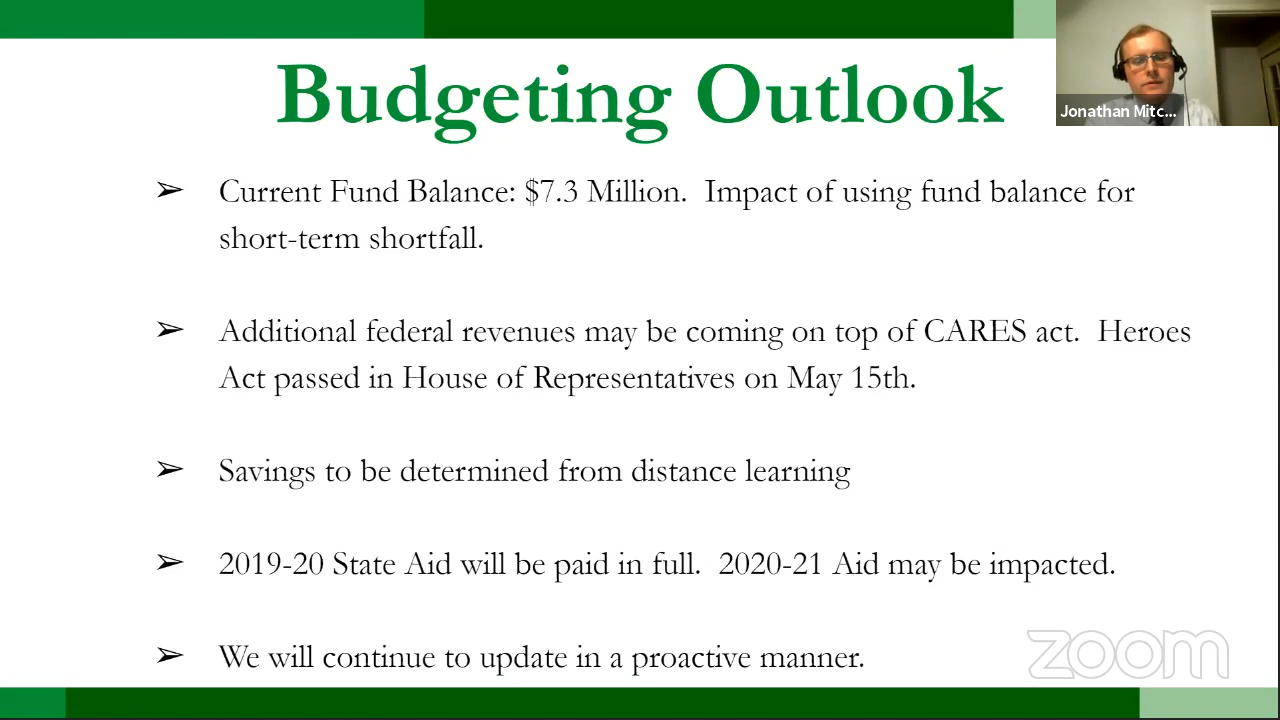 Budgeting Outlook
Jonathan Mitc...
➢ Current Fund Balance: $7.3 Million.  Impact of using fund balance for
short-term shortfall.
➢ Additional federal revenues may be coming on top of CARES act.  Heroes
Act passed in House of Representatives on May 15th.
➢ Savings to be determined from distance learning
➢ 2019-20 State Aid will be paid in full.  2020-21 Aid may be impacted.
➢ We will continue to update in a proactive manner.
zoom